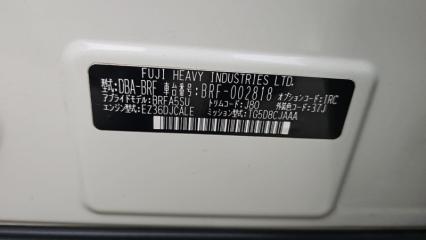 FUJI HEAVY INDUSTRIES LTD.
型式 DBA-BRF 車台番号 BRF-002818 オプションコード IRC
アプライドモデル BRFA5SU トリムコード J80 外装色コード 37J
エンジン型式 EZ36DJCALE ミッション型式 TG5D8CJAAA